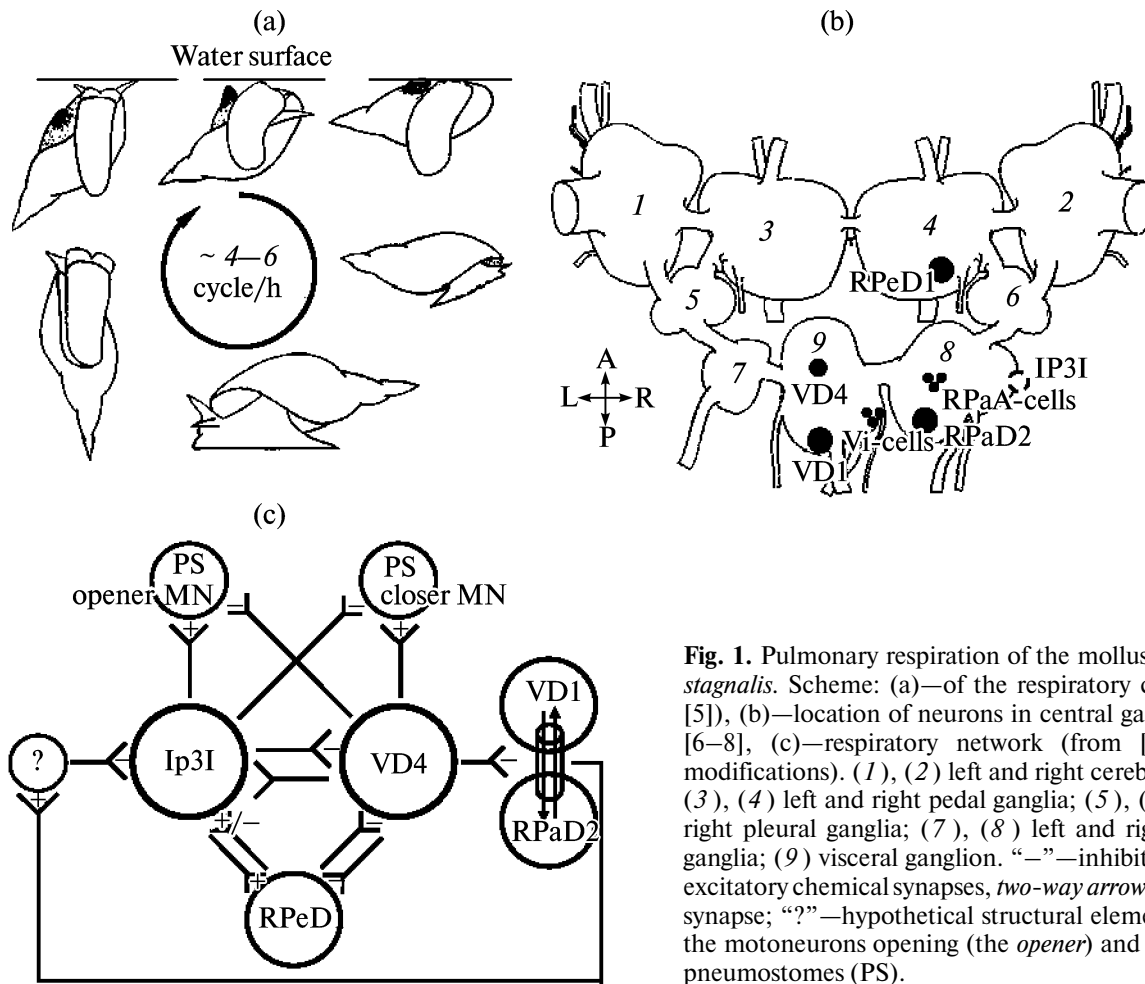 (a)
Water surface
~ 4–6
cycle/h
(b)
1
2
3
4
RPeD1
5
6
7
9
8
IP3I
VD4
RPaA-cells
Vi-cells
RPaD2
VD1
A
L
R
P
(c)
PS
opener MN
PS
closer MN
–
–
+
+
VD1
?
–
Ip3I
–
VD4
–
RPaD2
+
+/–
–
+
–
RPeD
Fig. 1. Pulmonary respiration of the mollus
stagnalis. Scheme: (a)—of the respiratory c
[5]), (b)—location of neurons in central ga
[6–8], (c)—respiratory network (from [
modifications). (1), (2) left and right cereb
(3), (4) left and right pedal ganglia; (5), (
right pleural ganglia; (7), (8) left and rig
ganglia; (9) visceral ganglion. “–”—inhibit
excitatory chemical synapses, two-way arrow
synapse; “?”—hypothetical structural eleme
the motoneurons opening (the opener) and
pneumostomes (PS).